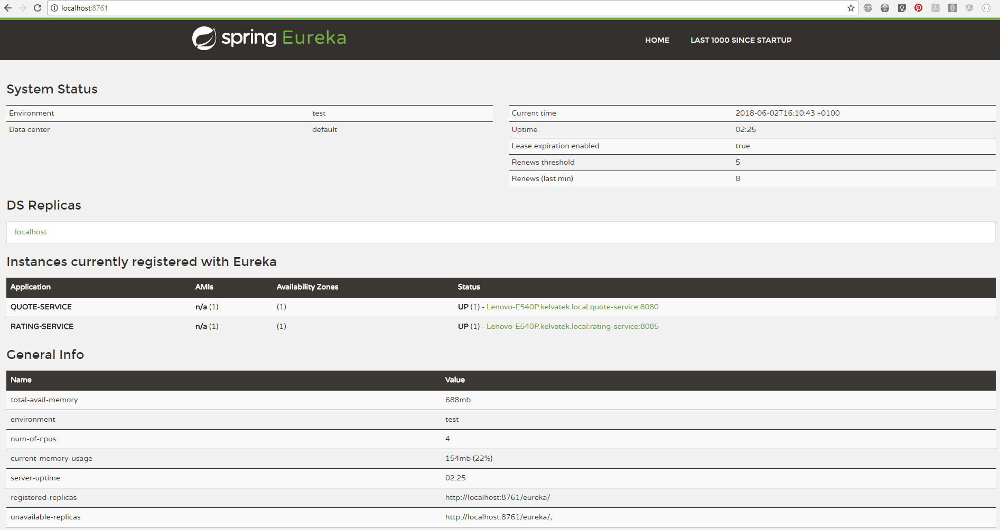 localhost:8761
ABP
spring Eureka
HOME LAST 1000 SINCE STARTUP
System Status
Environment test
Data center default
Current time 2018-06-02T16:10:43 +0100
Uptime 02:25
Lease expiration enabled true
Renews threshold 5
Renews (last min) 8
DS Replicas
localhost
Instances currently registered with Eureka
Application AMIs Availability Zones Status
QUOTE-SERVICE n/a (1) (1) UP (1) - Lenovo-E540P.kelvatek.local:quote-service:8080
RATING-SERVICE n/a (1) (1) UP (1) - Lenovo-E540P.kelvatek.local:rating-service:8085
General Info
Name Value
total-avail-memory 688mb
environment test
num-of-cpus 4
current-memory-usage 154mb (22%)
server-uptime 02:25
registered-replicas http://localhost:8761/eureka/
unavailable-replicas http://localhost:8761/eureka/,